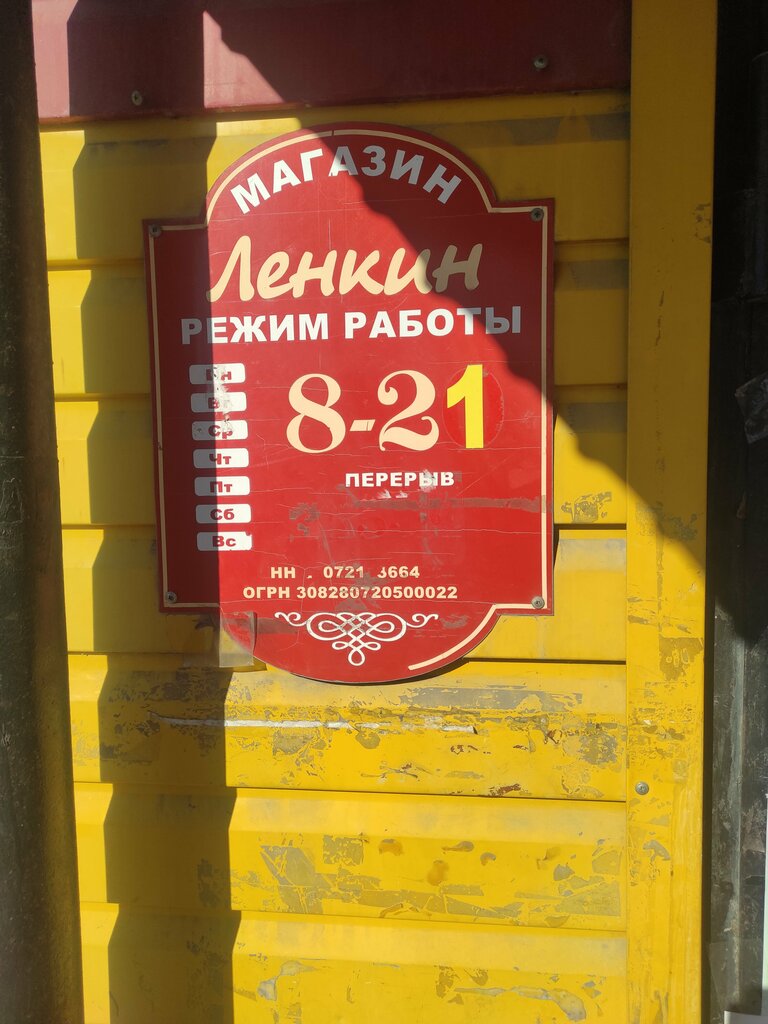 МАГАЗИН
Ленкин
РЕЖИМ РАБОТЫ
Пн
Вт
Ср
Чт
Пт
Сб
Вс
8-21
ПЕРЕРЫВ
ОГРН 308280720500022